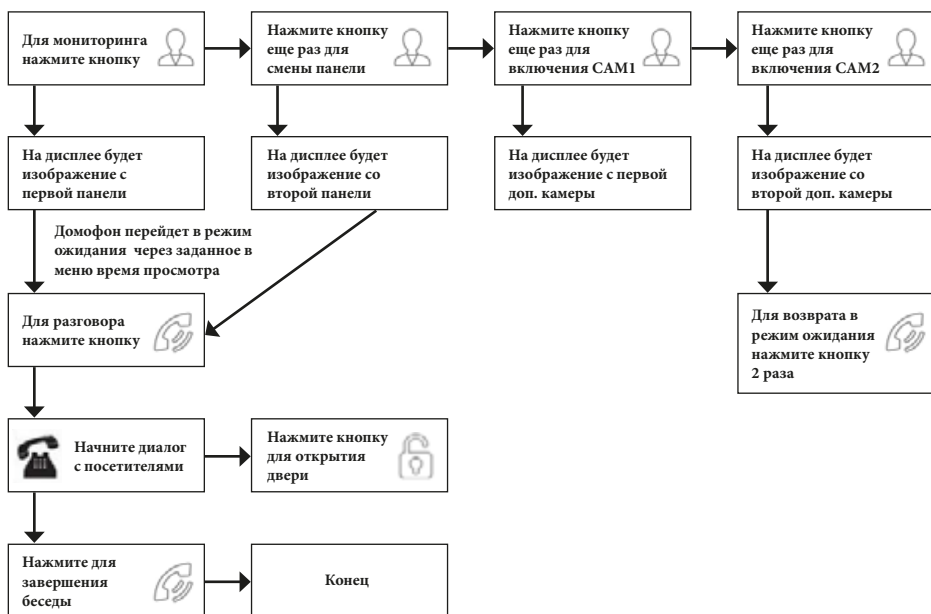 Для мониторинга
нажмите кнопку
Нажмите кнопку
еще раз для
смены панели
Нажмите кнопку
еще раз для
включения CAM1
Нажмите кнопку
еще раз для
включения CAM2
На дисплее будет
изображение с
первой панели
На дисплее будет
изображение со
второй панели
На дисплее будет
изображение с первой
доп. камеры
На дисплее будет
изображение со
второй доп. камеры
Домофон перейдет в режим
ожидания через заданное в
меню время просмотра
Для разговора
нажмите кнопку
Для возврата в
режим ожидания
нажмите кнопку
2 раза
Начните диалог
с посетителями
Нажмите кнопку
для открытия
двери
Нажмите для
завершения
беседы
Конец